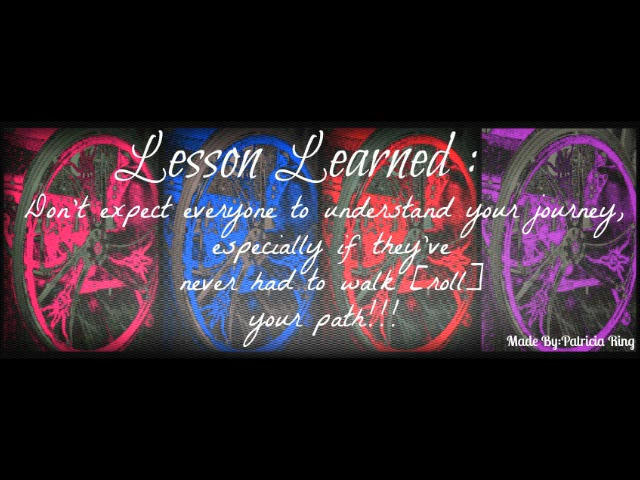 Lesson Learned :
Don't expect everyone to understand your journey,
especially if they've
never had to walk [roll]
your path!!!
Made By:Patricia Ring